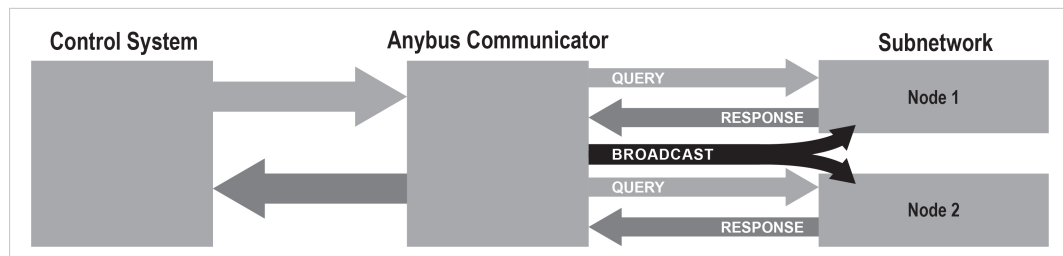 Control System
Anybus Communicator
Subnetwork
QUERY
Node 1
RESPONSE
BROADCAST
QUERY
Node 2
RESPONSE